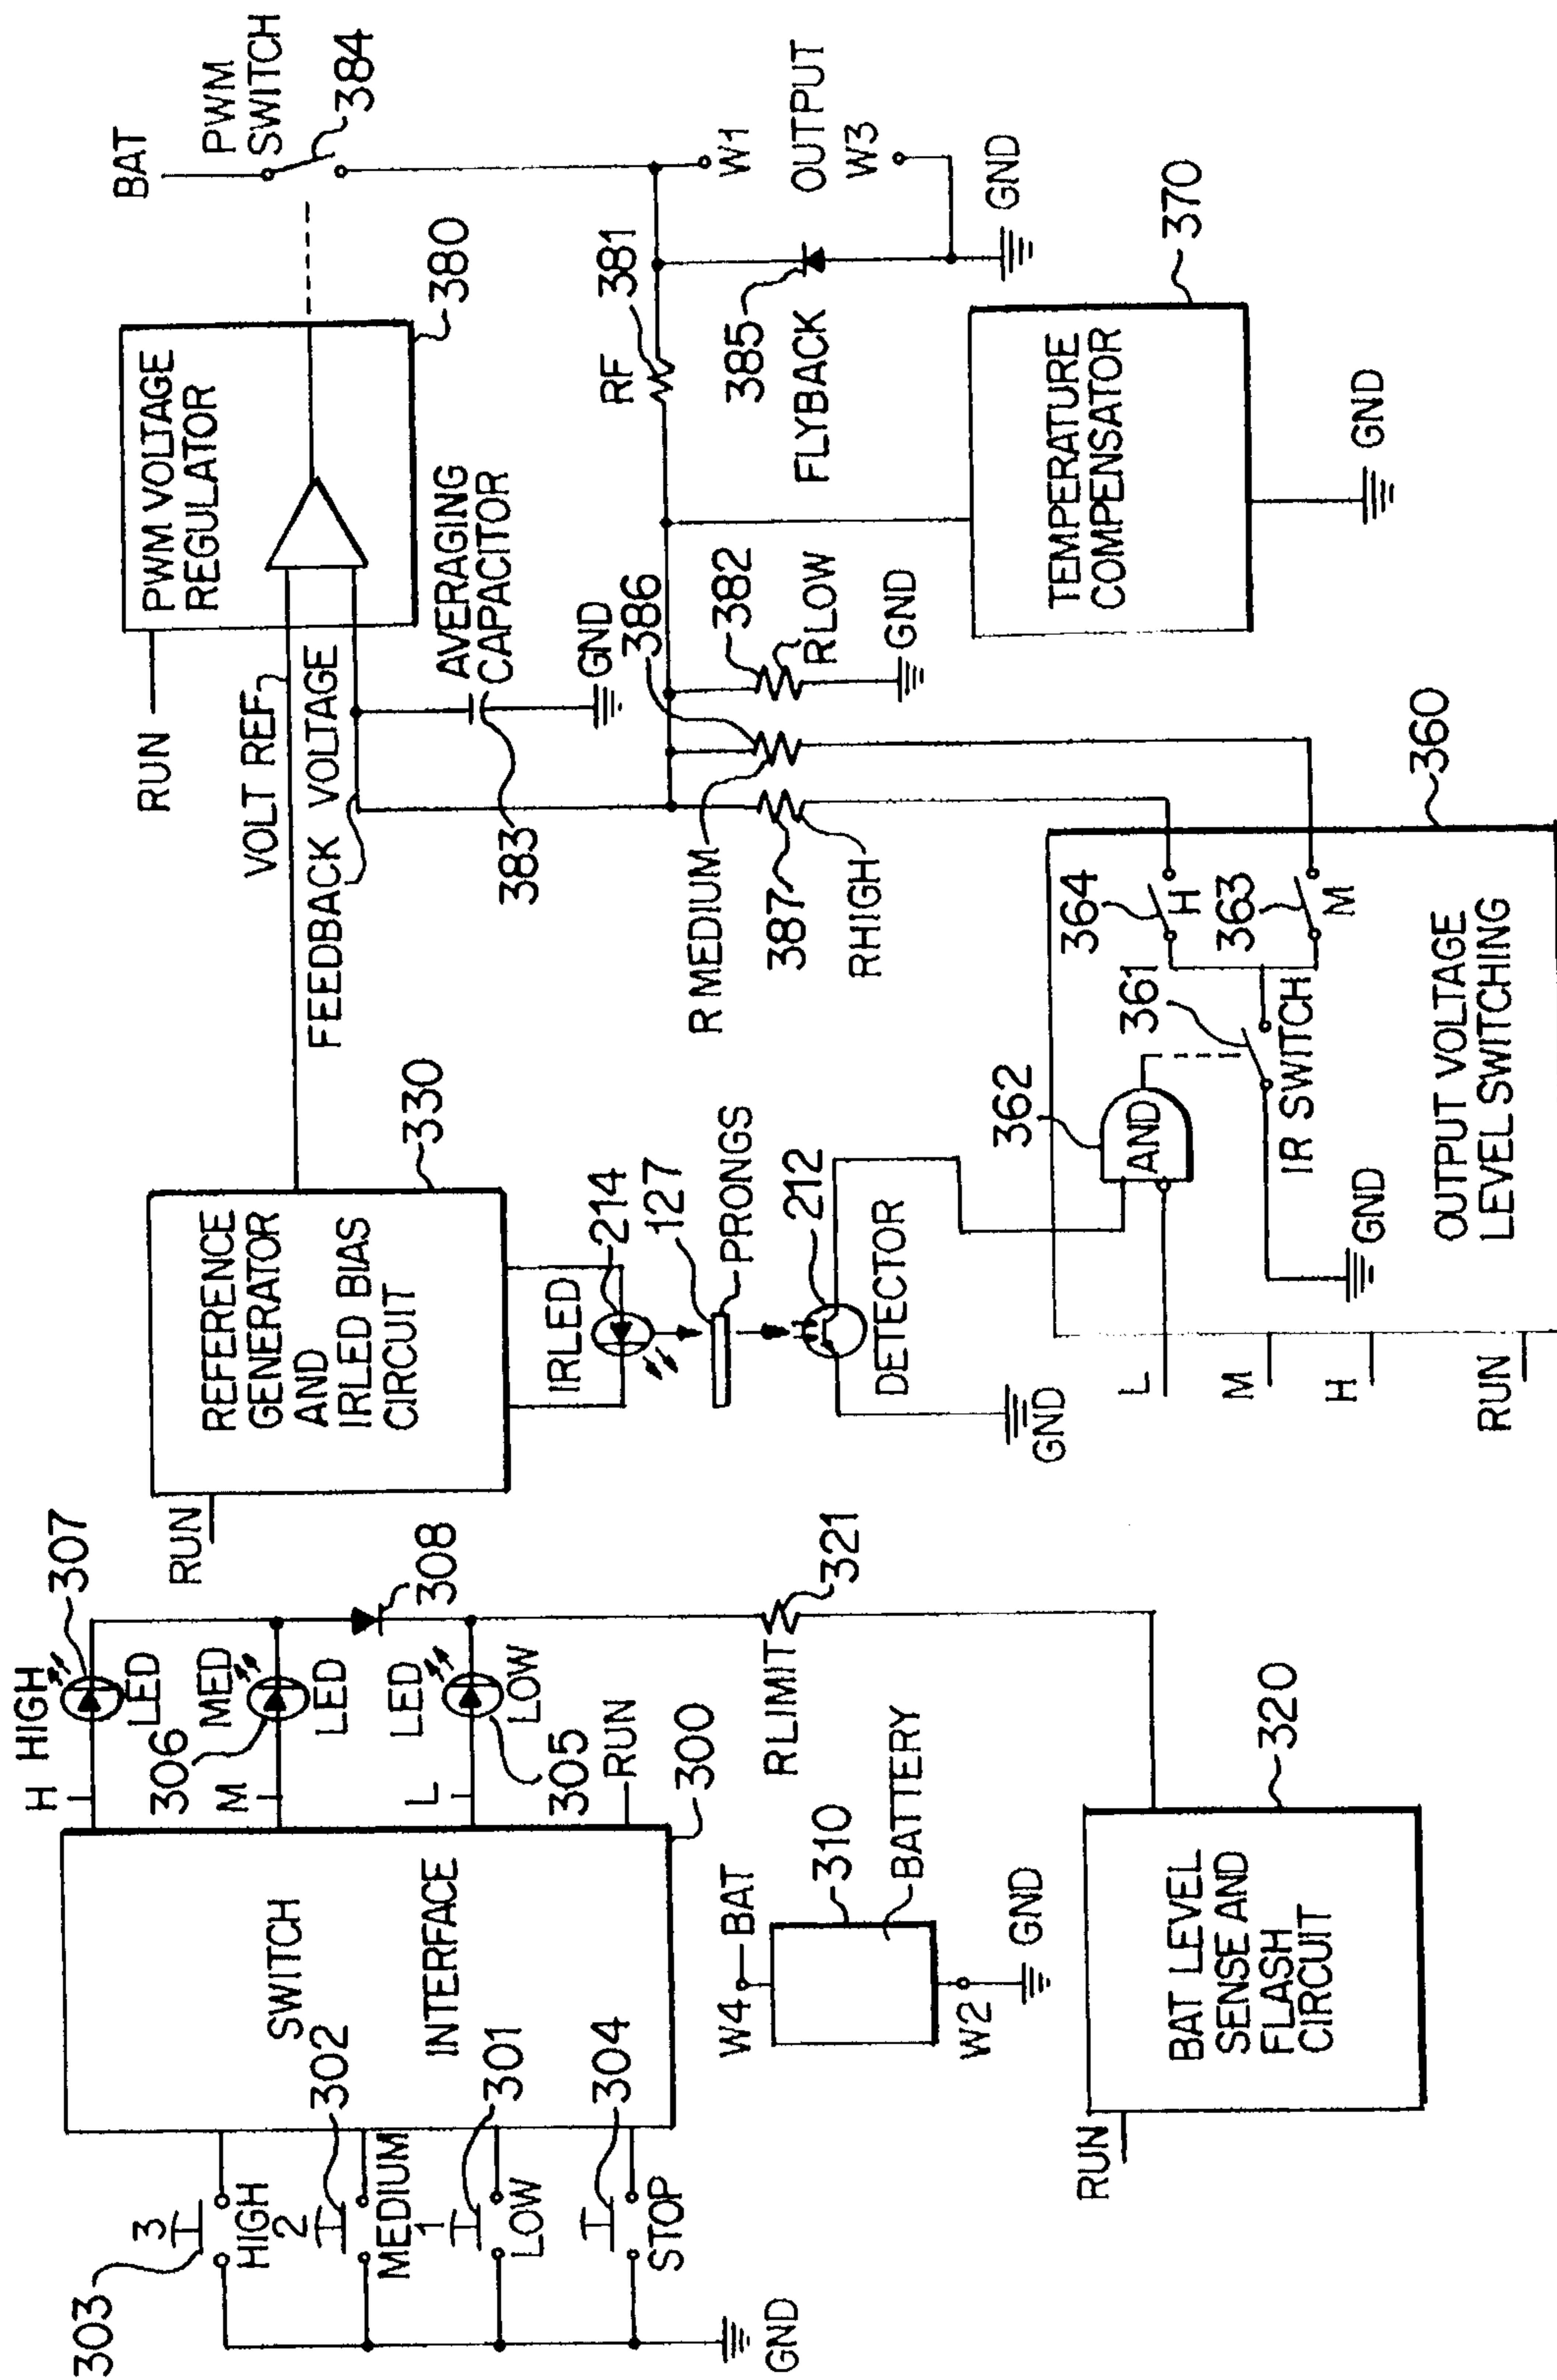 303
3
HIGH
2
302
MEDIUM
1
301
LOW
304
STOP
GND
SWITCH
INTERFACE
300
H
HIGH
LED
307
306
M
MED
LED
308
L
LED
LOW
305
RUN
W4
BAT
310
BATTERY
W2
GND
RLIMIT
321
RUN
BAT LEVEL
SENSE AND
FLASH
CIRCUIT
320
RUN
REFERENCE
GENERATOR
AND
IRLED BIAS
CIRCUIT
330
IRLED
214
127
PRONGS
212
DETECTOR
GND
VOLT REF
FEEDBACK VOLTAGE
RUN
PWM VOLTAGE
REGULATOR
380
BAT
PWM
SWITCH
384
AVERAGING
CAPACITOR
383
GND
386
R MEDIUM
387
RHIGH
382
RLOW
GND
RF
381
385
FLYBACK
W1
OUTPUT
W3
GND
TEMPERATURE
COMPENSATOR
370
GND
L
M
H
RUN
362
AND
361
IR SWITCH
GND
364
H
363
M
OUTPUT VOLTAGE
LEVEL SWITCHING
360